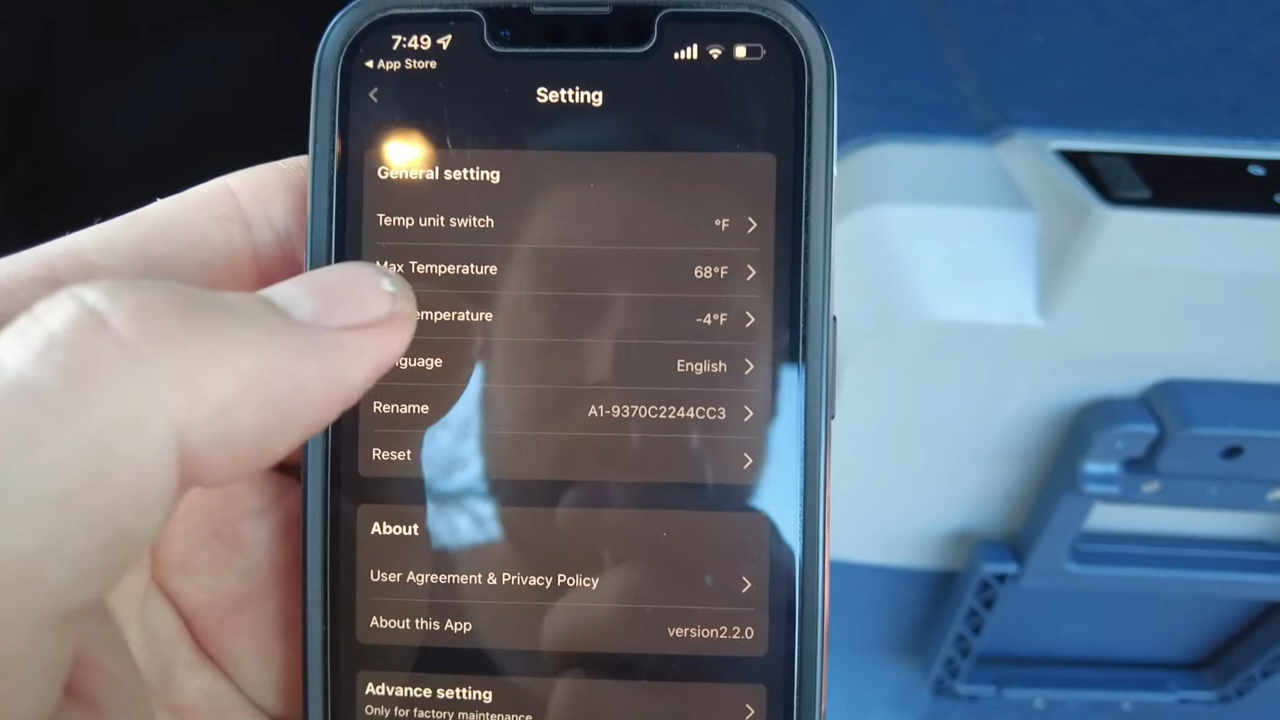 7:49
App Store
Setting
General setting
Temp unit switch °F
Max Temperature 68°F
emperature -4°F
guage English
Rename A1-9370C2244CC3
Reset
About
User Agreement & Privacy Policy
About this App version2.2.0
Advance setting
Only for factory maintenance